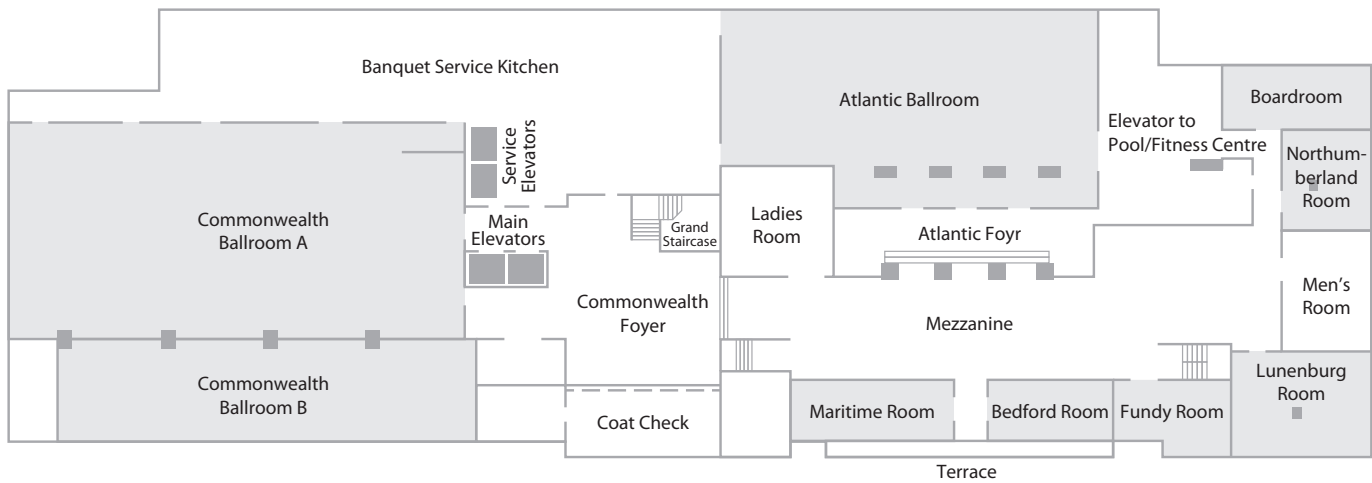 Banquet Service Kitchen
Atlantic Ballroom
Boardroom
Elevator to
Pool/Fitness Centre
Service
Elevators
Northum-
berland
Room
Commonwealth
Ballroom A
Main
Elevators
Grand
Staircase
Ladies
Room
Atlantic Foyr
Men's
Room
Commonwealth
Foyer
Mezzanine
Commonwealth
Ballroom B
Coat Check
Maritime Room
Bedford Room
Fundy Room
Lunenburg
Room
Terrace